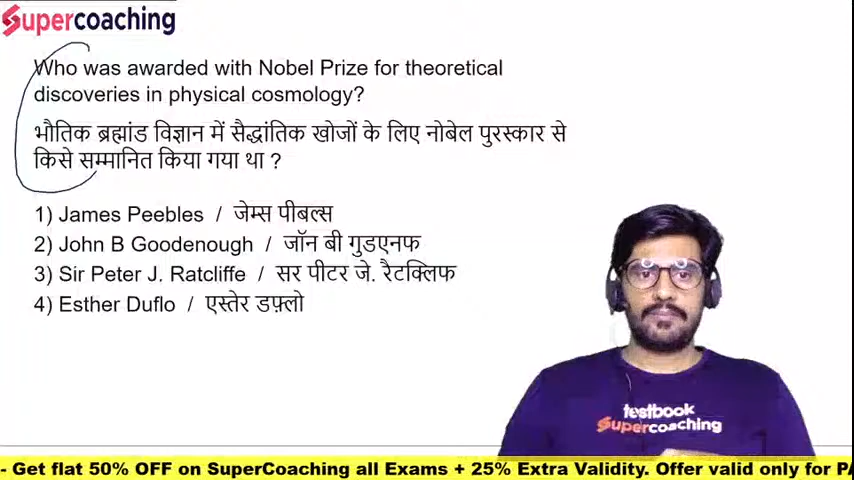 Supercoaching
Who was awarded with Nobel Prize for theoretical
discoveries in physical cosmology?
भौतिक ब्रह्मांड विज्ञान में सैद्धांतिक खोजों के लिए नोबेल पुरस्कार से
किसे सम्मानित किया गया था ?
1) James Peebles / जेम्स पीबल्स
2) John B Goodenough / जॉन बी गुडएनफ
3) Sir Peter J. Ratcliffe / सर पीटर जे. रैटक्लिफ
4) Esther Duflo / एस्तेर डफ़्लो
testbook
Supercoaching
- Get flat 50% OFF on SuperCoaching all Exams + 25% Extra Validity. Offer valid only for PA